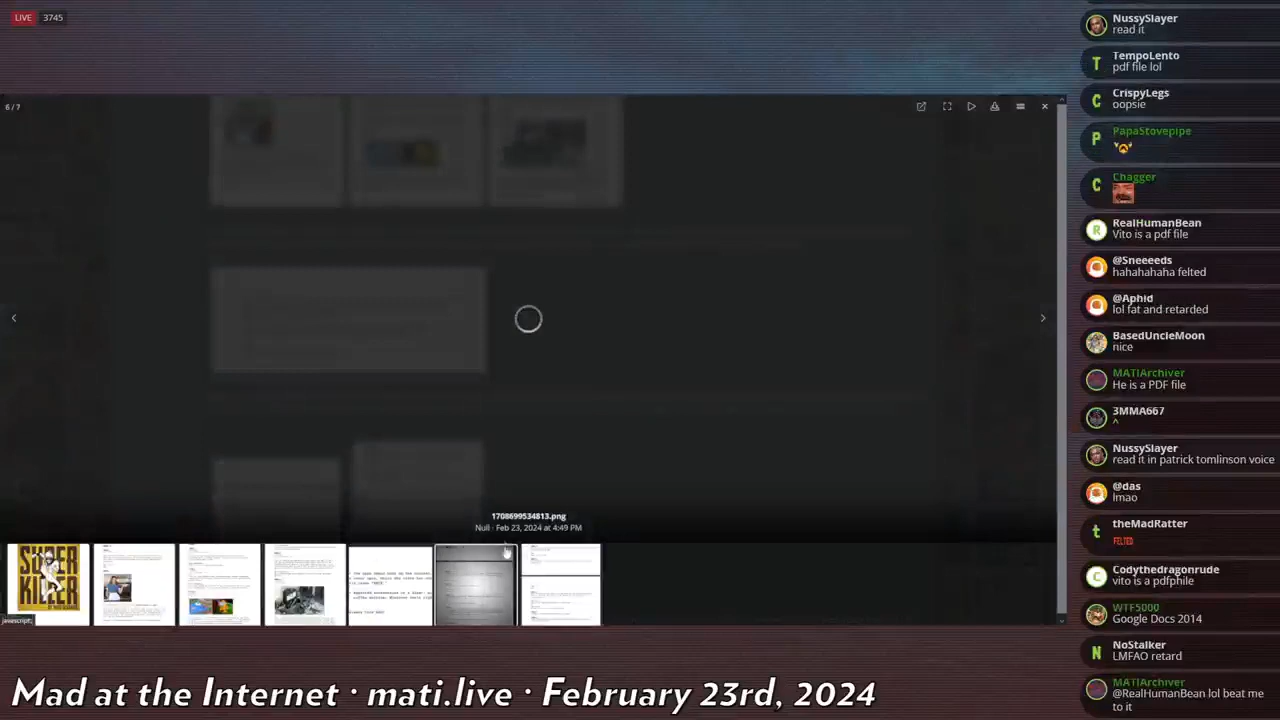 LIVE 3745
6 / 7
1708699534813.png
Null · Feb 23, 2024 at 4:49 PM
SUPER
KILLER
javascript:
Mad at the Internet · mati.live · February 23rd, 2024
NussySlayer
read it
T
TempoLento
pdf file lol
C
CrispyLegs
oopsie
P
PapaStovepipe
C
Chagger
R
RealHumanBean
Vito is a pdf file
@Sneeeeds
hahahahaha felted
@Aphid
lol fat and retarded
BasedUncleMoon
nice
MATIArchiver
He is a PDF file
3MMA667
^
NussySlayer
read it in patrick tomlinson voice
@das
lmao
t
theMadRatter
FELTED
C
Codythedragonrude
vito is a pdfphile
WTF5000
Google Docs 2014
N
NoStalker
LMFAO retard
MATIArchiver
@RealHumanBean lol beat me
to it